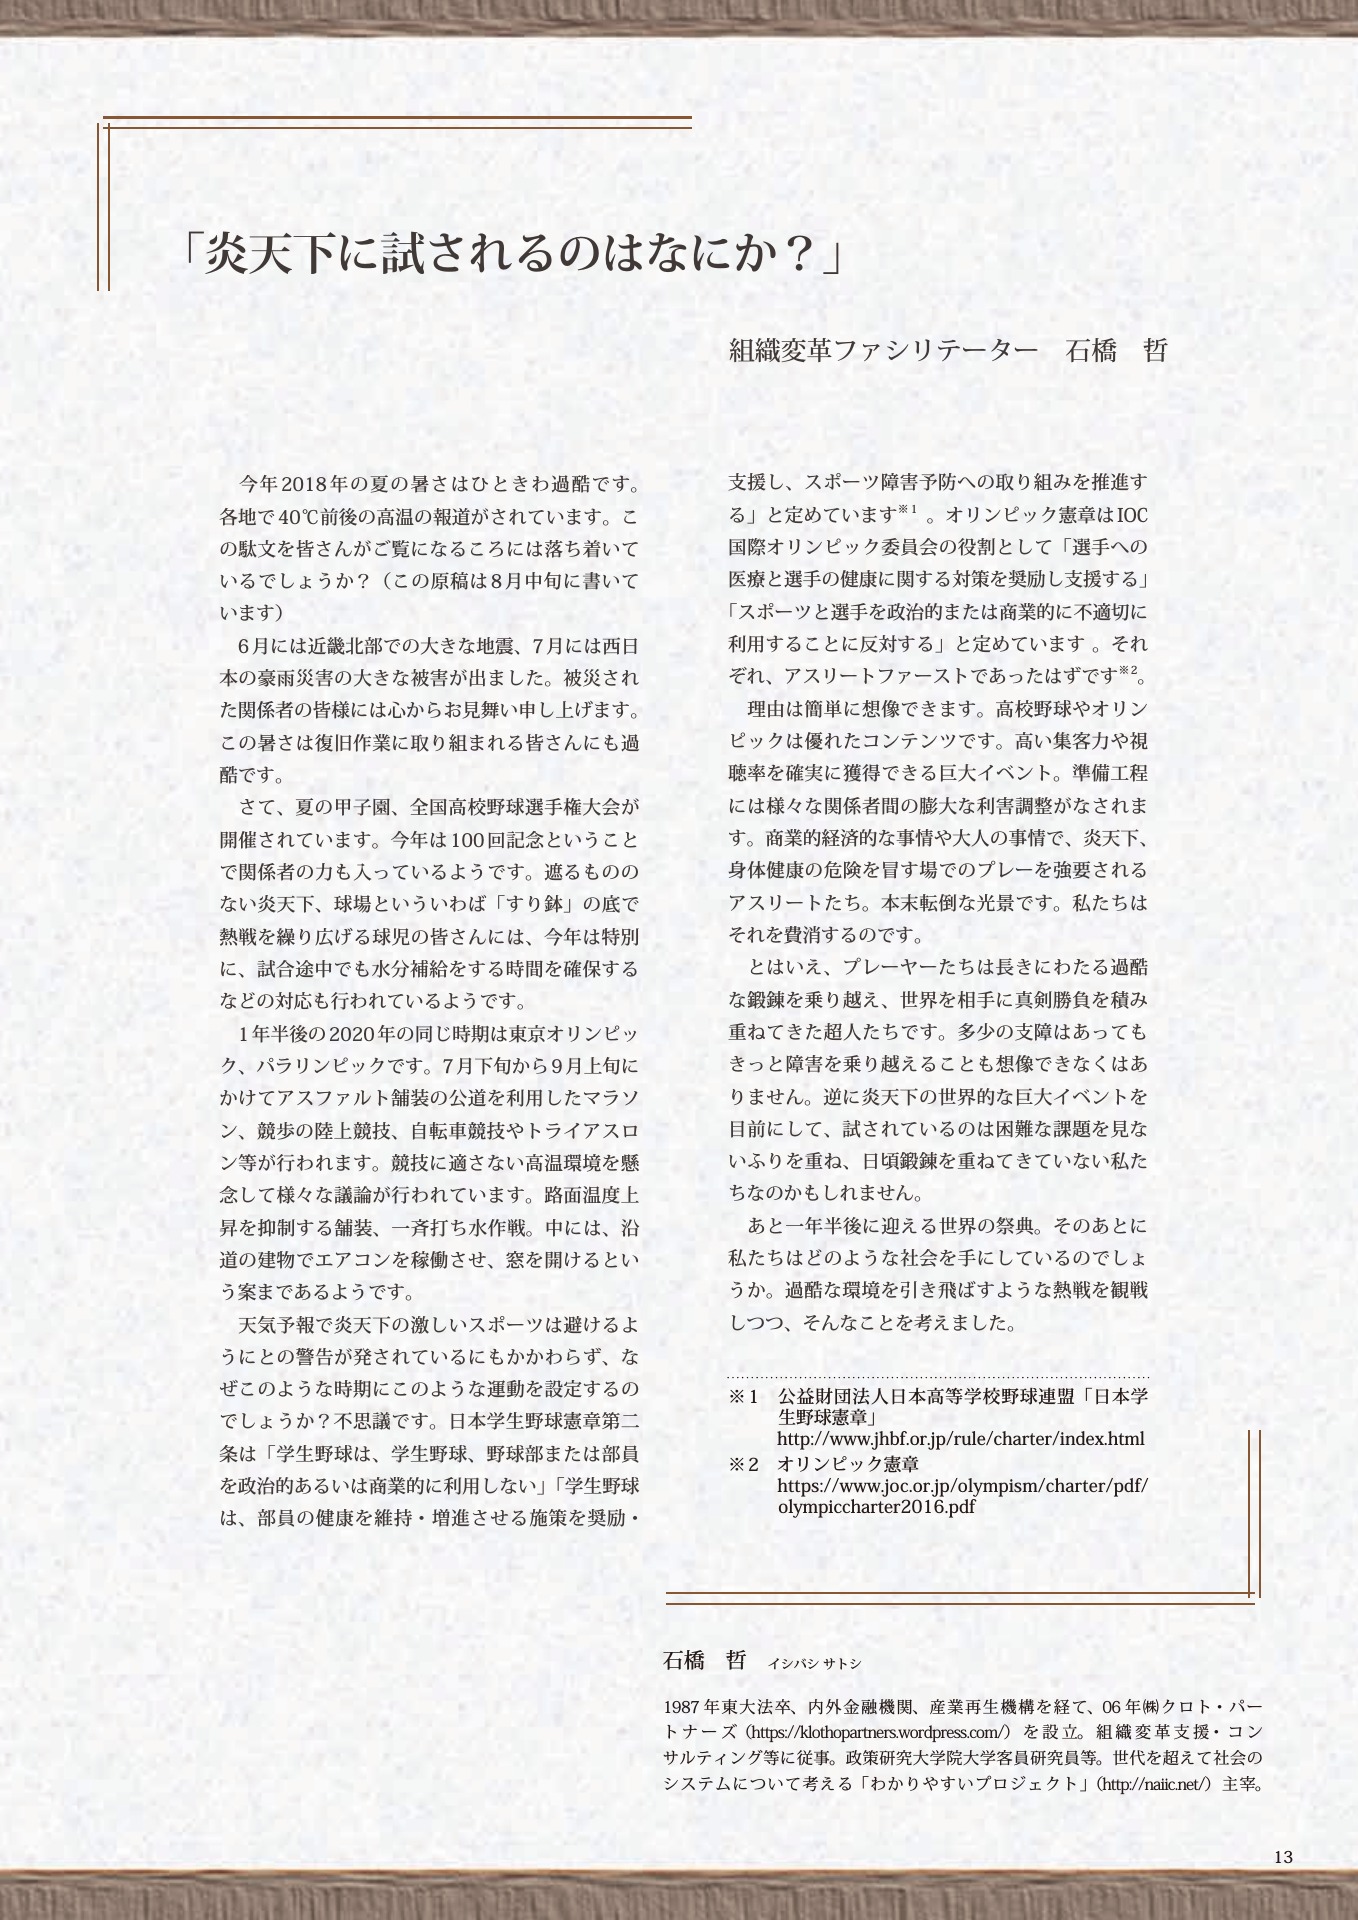 「炎天下に試されるのはなにか？」
組織変革ファシリテーター　石橋　哲
　今年2018年の夏の暑さはひときわ過酷です。
各地で40℃前後の高温の報道がされています。こ
の駄文を皆さんがご覧になるころには落ち着いて
いるでしょうか？（この原稿は8月中旬に書いて
います）
　6月には近畿北部での大きな地震、7月には西日
本の豪雨災害の大きな被害が出ました。被災され
た関係者の皆様には心からお見舞い申し上げます。
この暑さは復旧作業に取り組まれる皆さんにも過
酷です。
　さて、夏の甲子園、全国高校野球選手権大会が
開催されています。今年は100回記念ということ
で関係者の力も入っているようです。遮るものの
ない炎天下、球場といういわば「すり鉢」の底で
熱戦を繰り広げる球児の皆さんには、今年は特別
に、試合途中でも水分補給をする時間を確保する
などの対応も行われているようです。
　1年半後の2020年の同じ時期は東京オリンピッ
ク、パラリンピックです。7月下旬から9月上旬に
かけてアスファルト舗装の公道を利用したマラソ
ン、競歩の陸上競技、自転車競技やトライアスロ
ン等が行われます。競技に適さない高温環境を懸
念して様々な議論が行われています。路面温度上
昇を抑制する舗装、一斉打ち水作戦。中には、沿
道の建物でエアコンを稼働させ、窓を開けるとい
う案まであるようです。
　天気予報で炎天下の激しいスポーツは避けるよ
うにとの警告が発されているにもかかわらず、な
ぜこのような時期にこのような運動を設定するの
でしょうか？不思議です。日本学生野球憲章第二
条は「学生野球は、学生野球、野球部または部員
を政治的あるいは商業的に利用しない」「学生野球
は、部員の健康を維持・増進させる施策を奨励・
支援し、スポーツ障害予防への取り組みを推進す
る」と定めています※1 。オリンピック憲章はIOC
国際オリンピック委員会の役割として「選手への
医療と選手の健康に関する対策を奨励し支援する」
「スポーツと選手を政治的または商業的に不適切に
利用することに反対する」と定めています 。それ
ぞれ、アスリートファーストであったはずです※2。
　理由は簡単に想像できます。高校野球やオリン
ピックは優れたコンテンツです。高い集客力や視
聴率を確実に獲得できる巨大イベント。準備工程
には様々な関係者間の膨大な利害調整がなされま
す。商業的経済的な事情や大人の事情で、炎天下、
身体健康の危険を冒す場でのプレーを強要される
アスリートたち。本末転倒な光景です。私たちは
それを費消するのです。
　とはいえ、プレーヤーたちは長きにわたる過酷
な鍛錬を乗り越え、世界を相手に真剣勝負を積み
重ねてきた超人たちです。多少の支障はあっても
きっと障害を乗り越えることも想像できなくはあ
りません。逆に炎天下の世界的な巨大イベントを
目前にして、試されているのは困難な課題を見な
いふりを重ね、日頃鍛錬を重ねてきていない私た
ちなのかもしれません。
　あと一年半後に迎える世界の祭典。そのあとに
私たちはどのような社会を手にしているのでしょ
うか。過酷な環境を引き飛ばすような熱戦を観戦
しつつ、そんなことを考えました。
※1　公益財団法人日本高等学校野球連盟「日本学
生野球憲章」
http://www.jhbf.or.jp/rule/charter/index.html
※2　オリンピック憲章
https://www.joc.or.jp/olympism/charter/pdf/
olympiccharter2016.pdf
石橋　哲　イシバシ サトシ
1987年東大法卒、内外金融機関、産業再生機構を経て、06年㈱クロト・パー
トナーズ（https://klothopartners.wordpress.com/）を設立。組織変革支援・コン
サルティング等に従事。政策研究大学院大学客員研究員等。世代を超えて社会の
システムについて考える「わかりやすいプロジェクト」（http://naiic.net/）主宰。
13